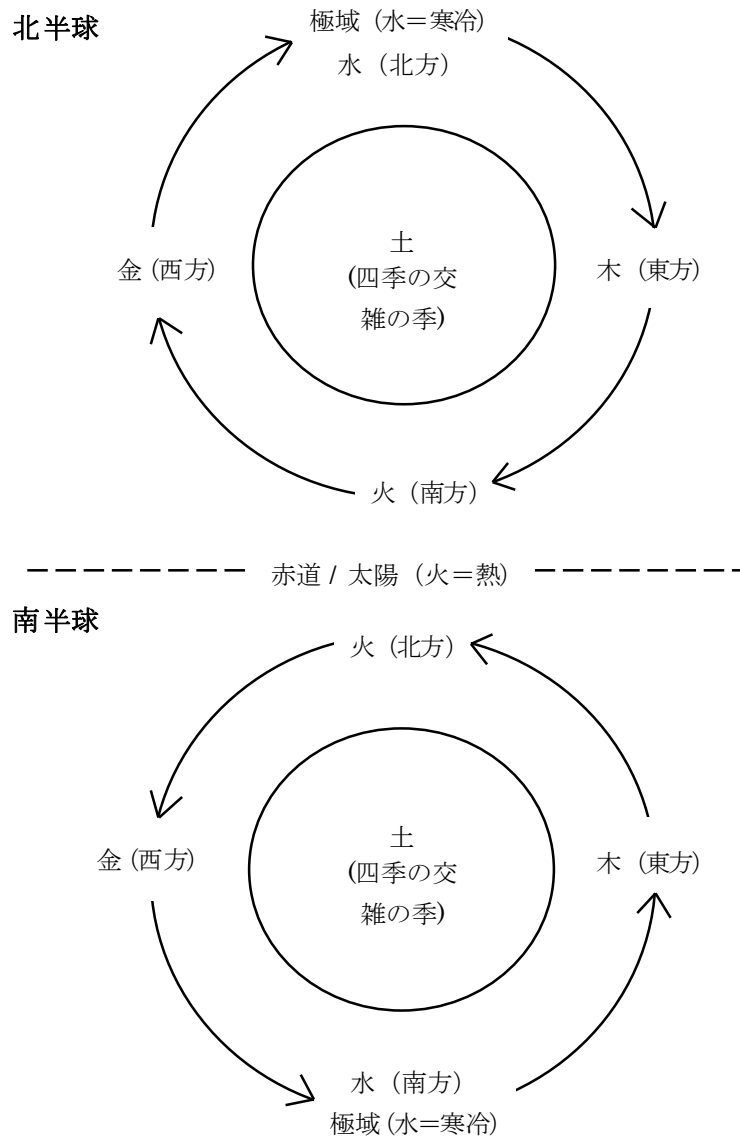 北半球
極域 (水＝寒冷)
水（北方）
金 (西方)
土
(四季の交
雑の季)
木（東方）
火（南方）
赤道 / 太陽（火＝熱）
南半球
火（北方）
金 (西方)
土
(四季の交
雑の季)
木（東方）
水（南方）
極域 (水＝寒冷)